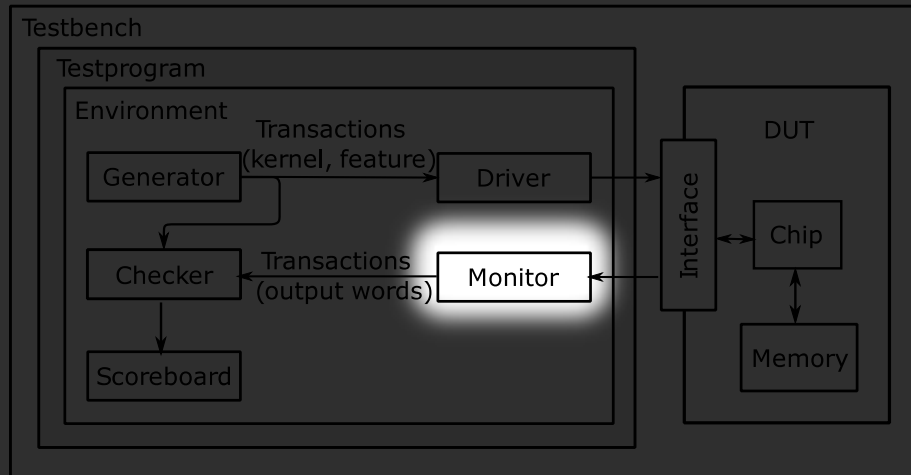 Testbench
Testprogram
Environment
Transactions
(kernel, feature)
Generator
Driver
DUT
Interface
Chip
Checker
Transactions
(output words)
Monitor
Memory
Scoreboard